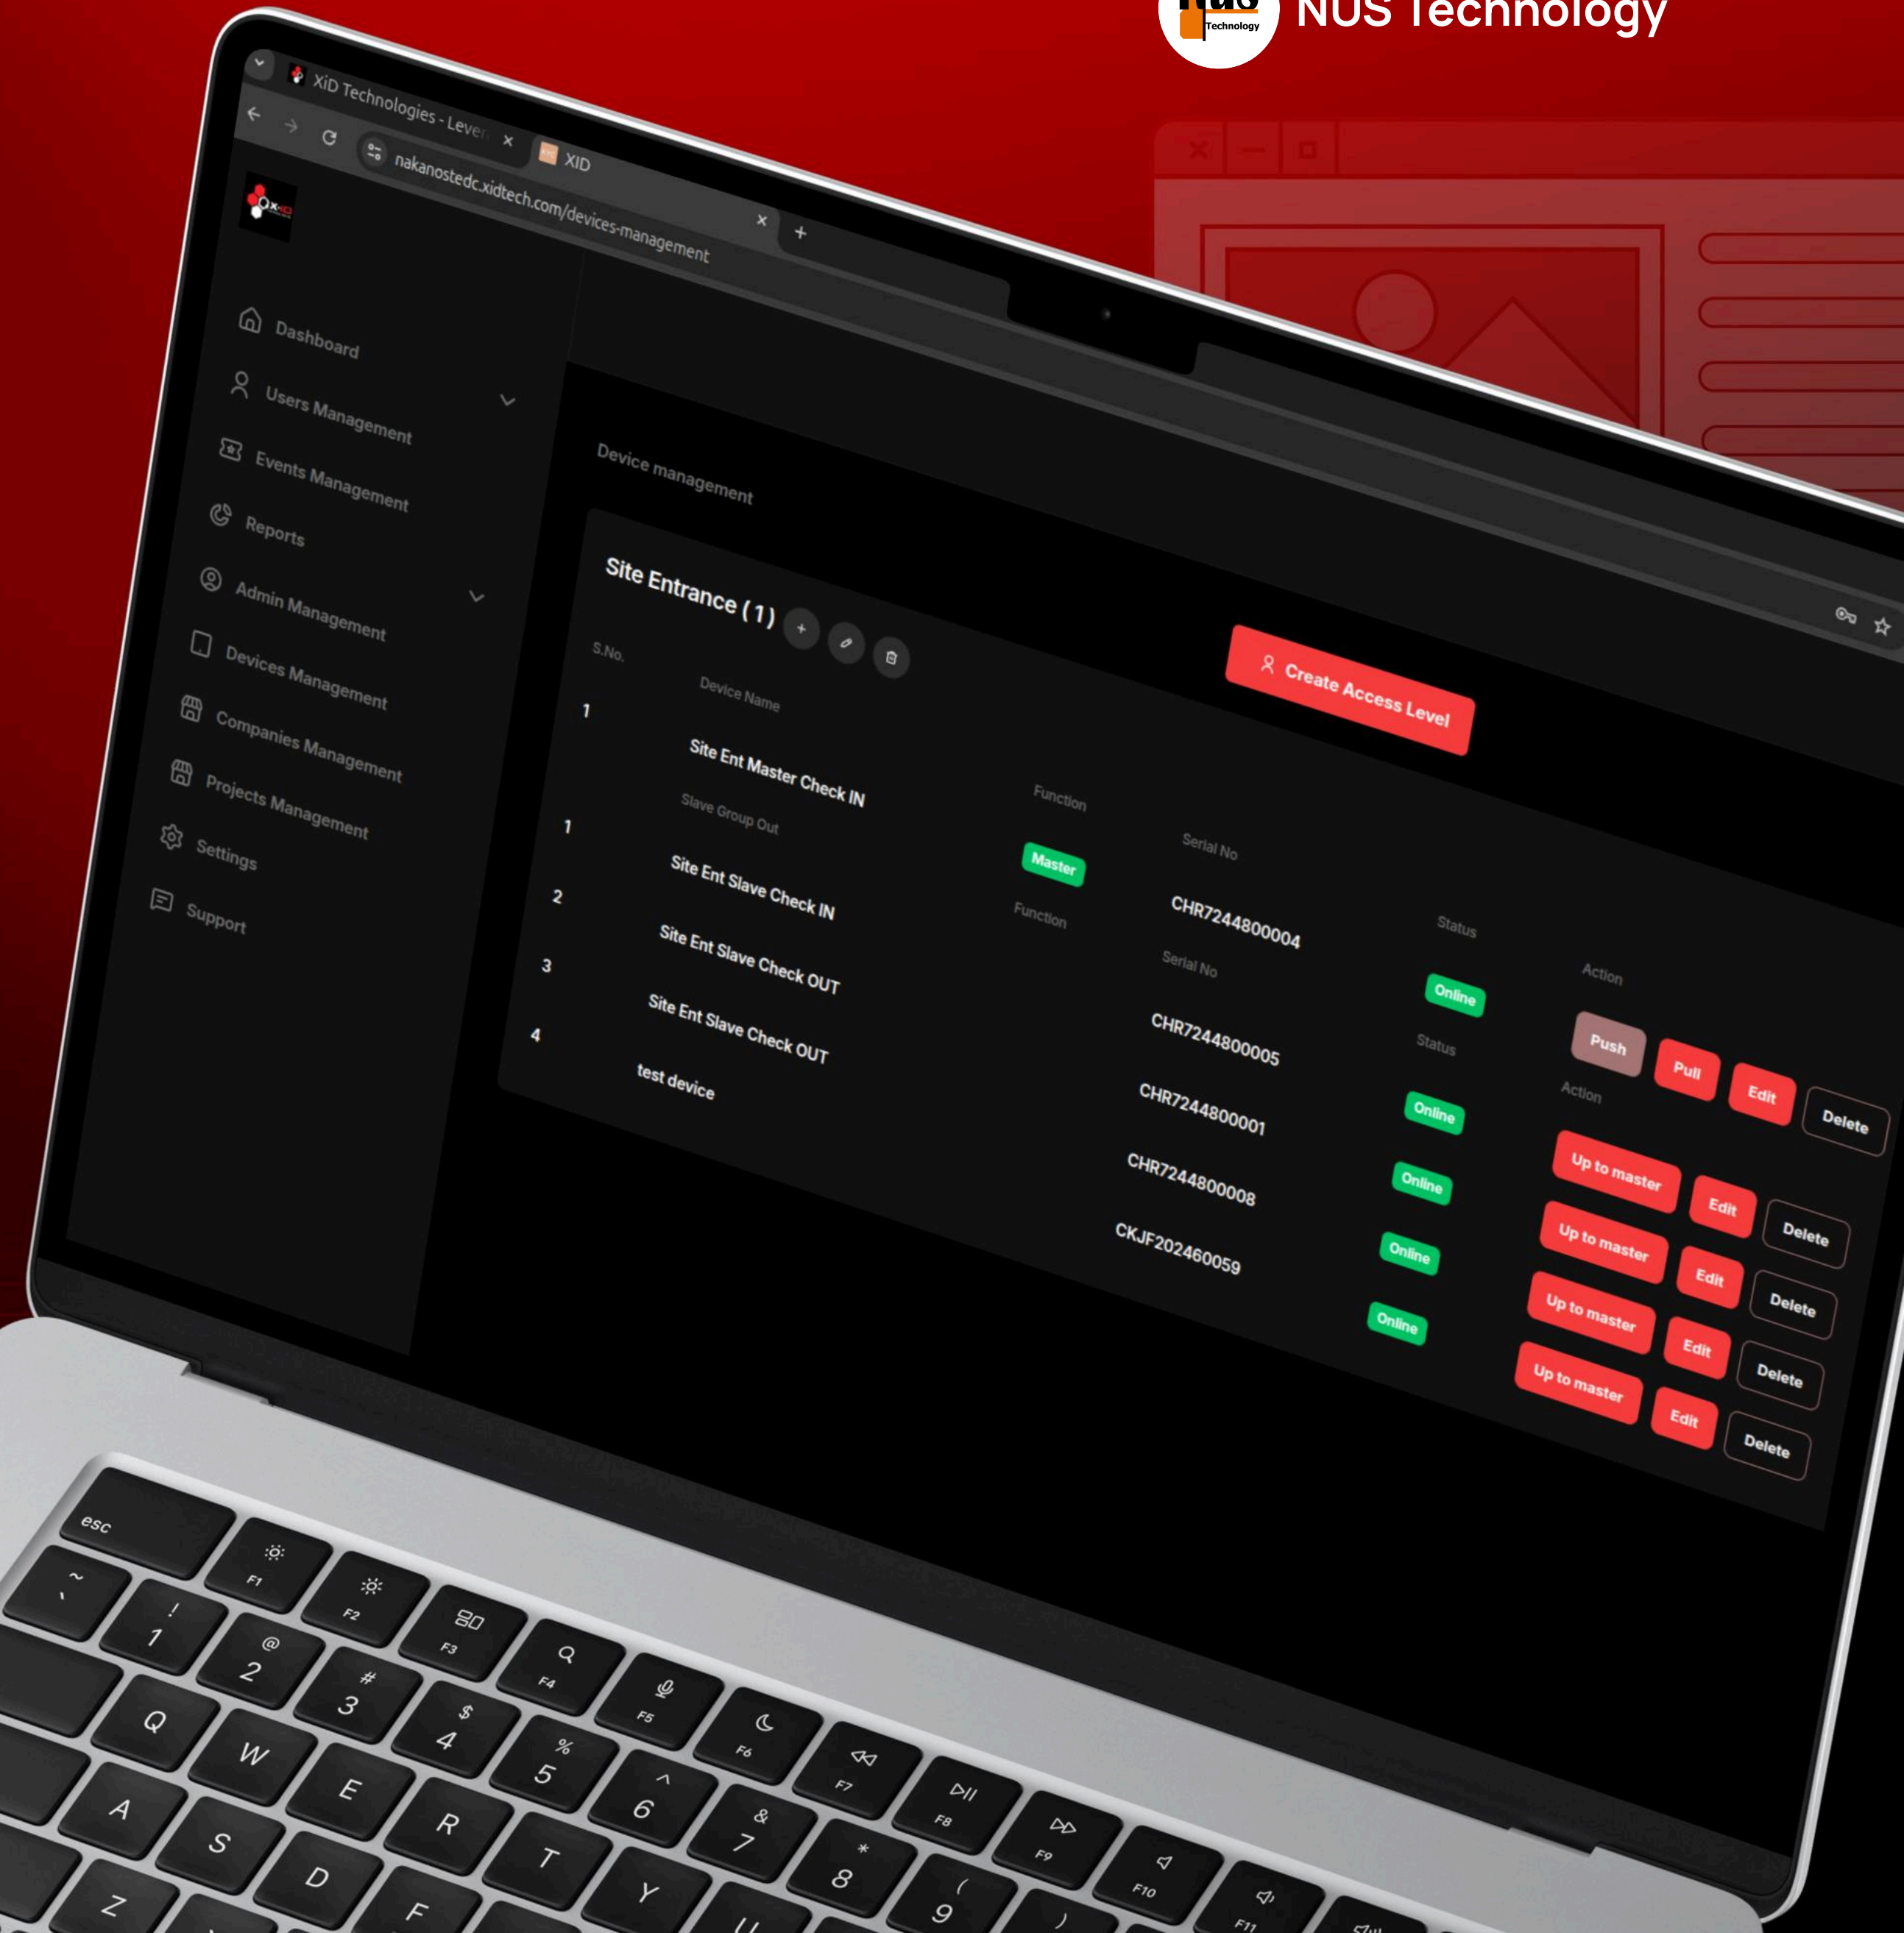 Technology
NUS Technology
XiD Technologies - Lever
XID
nakanostedc.xidtech.com/devices-management
X-iD
Dashboard
Users Management
Events Management
Reports
Admin Management
Devices Management
Companies Management
Projects Management
Settings
Support
Device management
Create Access Level
Site Entrance ( 1 )
S.No. Device Name Function Serial No Status Action
1 Site Ent Master Check IN Master CHR7244800004 Online Push Pull Edit Delete
Slave Group Out Function Serial No Status Action
1 Site Ent Slave Check IN CHR7244800005 Online Up to master Edit Delete
2 Site Ent Slave Check OUT CHR7244800001 Online Up to master Edit Delete
3 Site Ent Slave Check OUT CHR7244800008 Online Up to master Edit Delete
4 test device CKJF202460059 Online Up to master Edit Delete
esc F1 F2 F3 F4 F5 F6 F7 F8 F9 F10 F11
~ ! @ # $ % ^ & * ( )
` 1 2 3 4 5 6 7 8 9
Q W E R T Y U
A S D F
Z